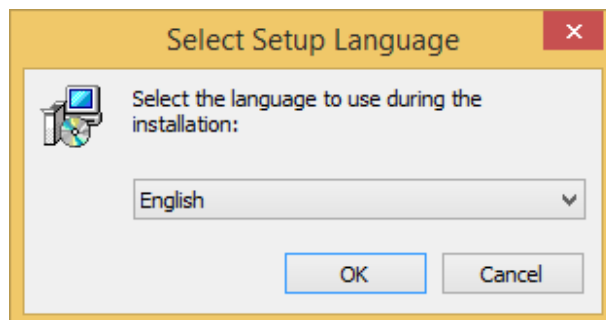 Select Setup Language
Select the language to use during the
installation:
English
OK
Cancel